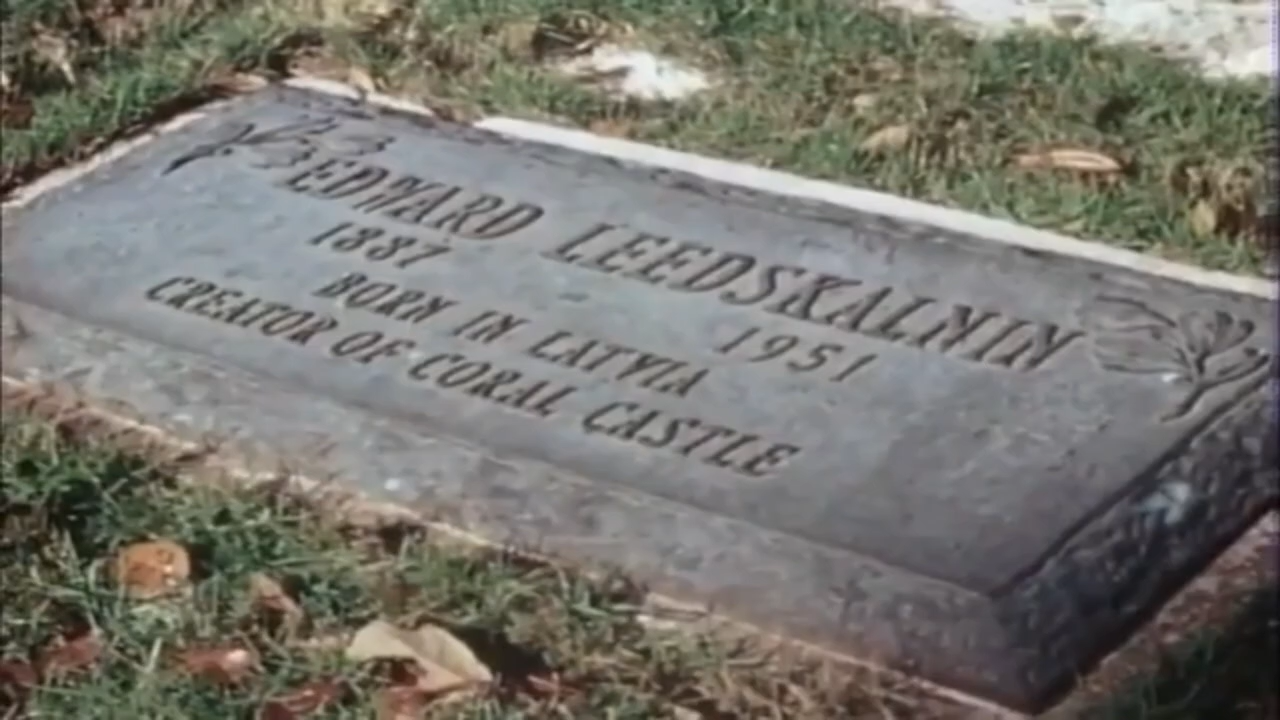 EDWARD LEEDSKALNIN
1887 - 1951
BORN IN LATVIA
CREATOR OF CORAL CASTLE